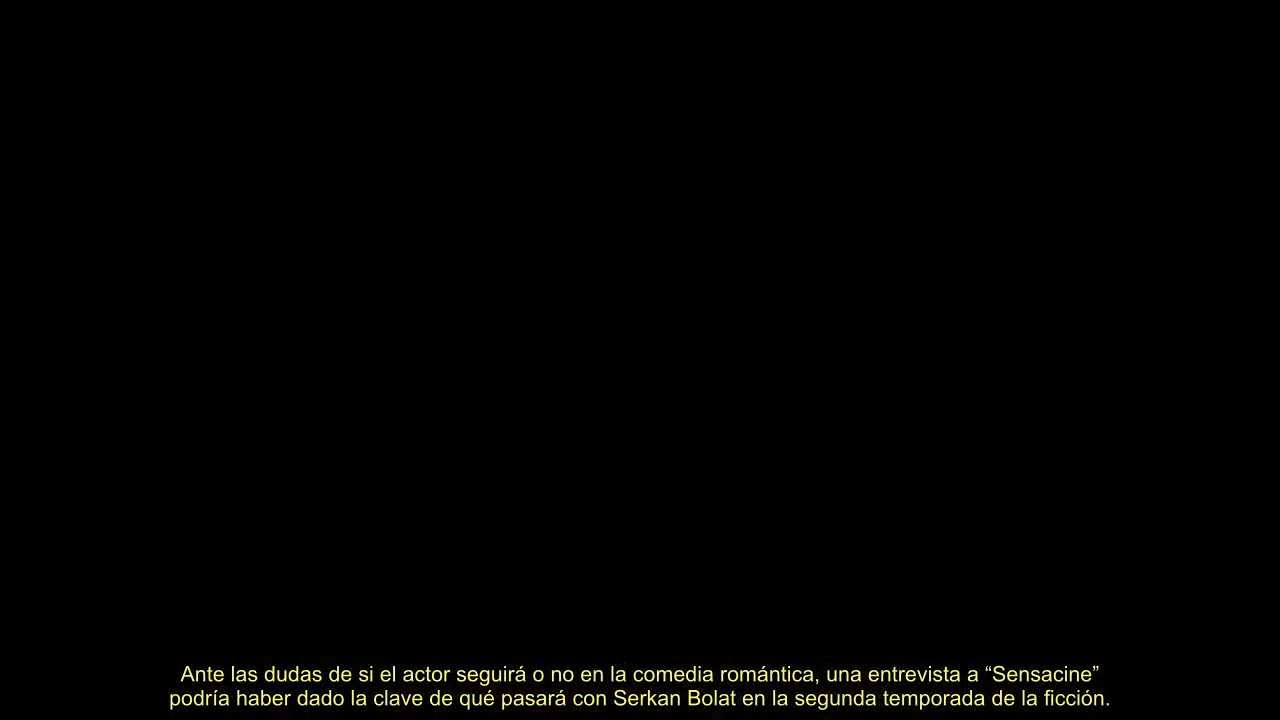 Ante las dudas de si el actor seguirá o no en la comedia romántica, una entrevista a “Sensacine”
podría haber dado la clave de qué pasará con Serkan Bolat en la segunda temporada de la ficción.